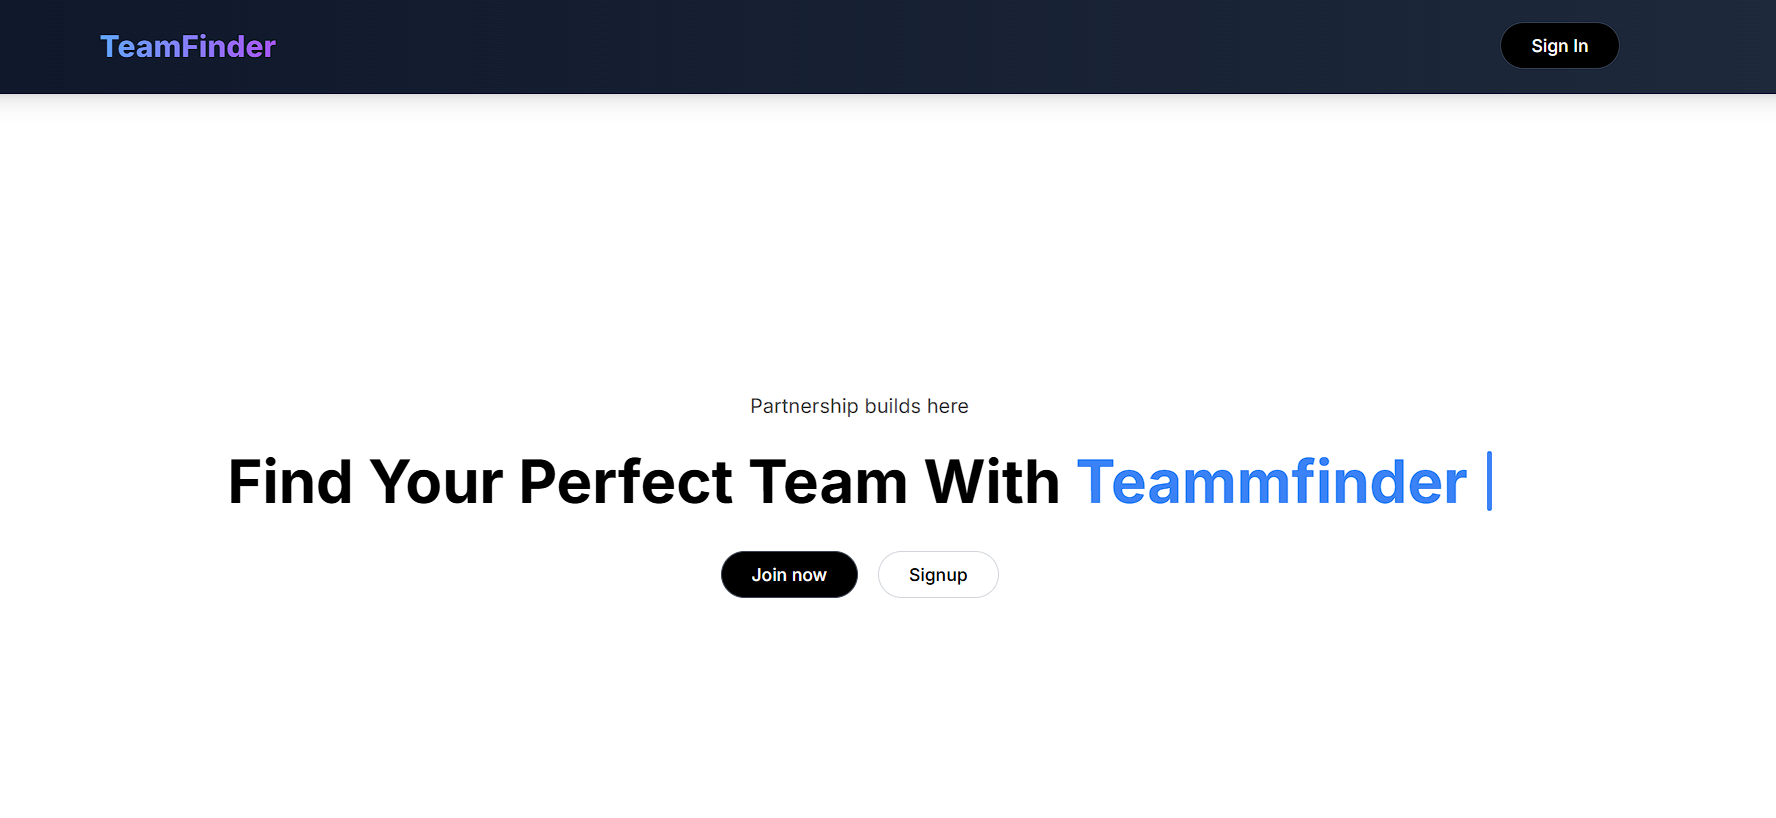 TeamFinder
Sign In
Partnership builds here
Find Your Perfect Team With Teammfinder
Join now
Signup